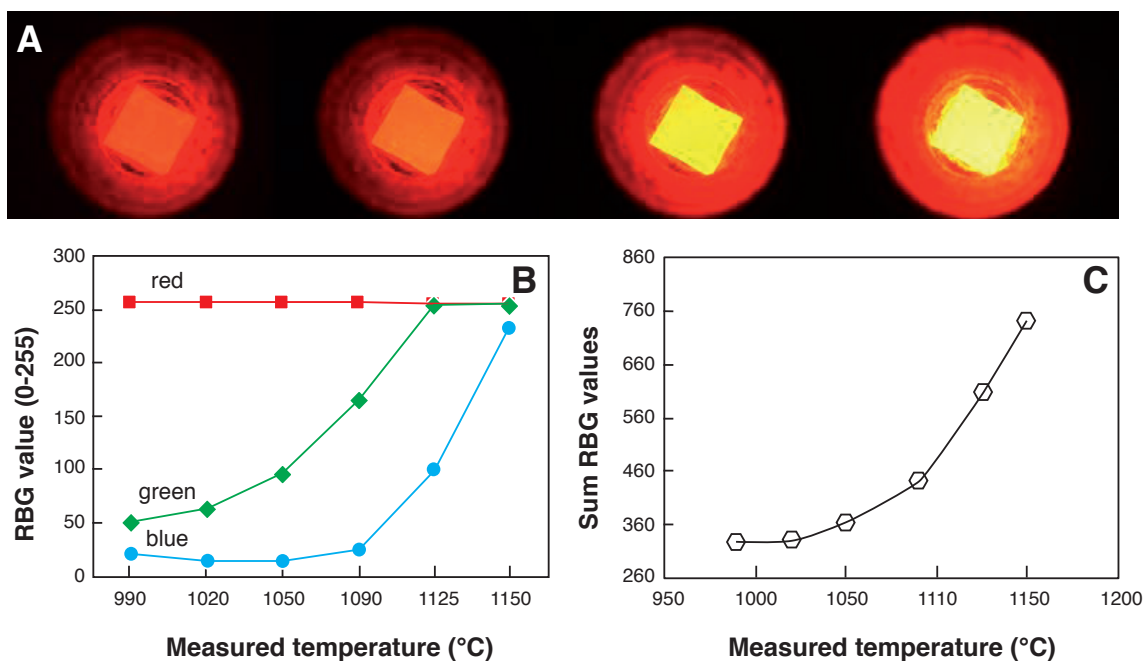 A
B
RBG value (0-255)
300
250
200
150
100
50
0
red
green
blue
990 1020 1050 1090 1125 1150
Measured temperature (°C)
C
Sum RBG values
860
760
660
560
460
360
260
950 1000 1050 1110 1150 1200
Measured temperature (°C)